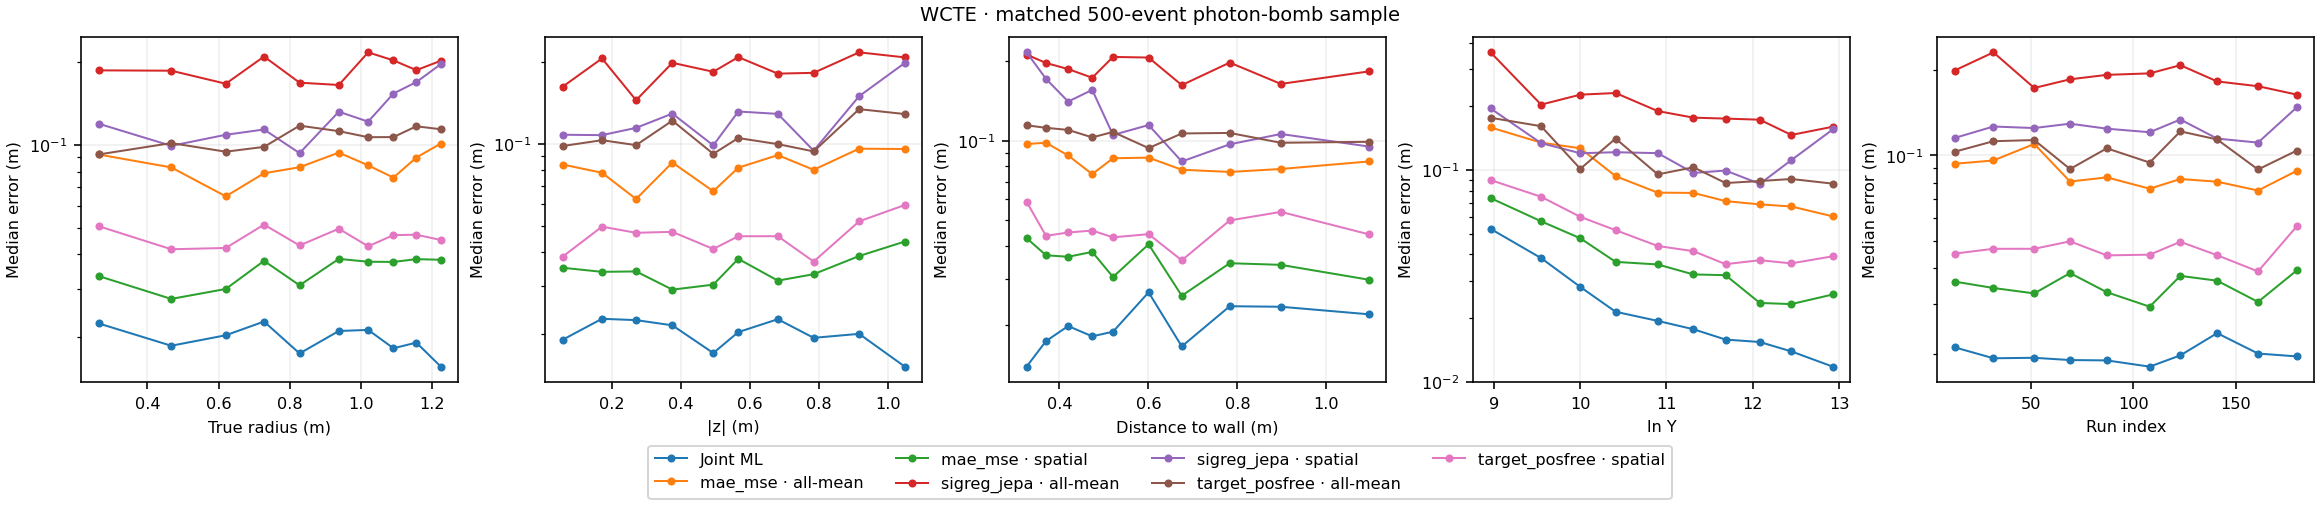 WCTE · matched 500-event photon-bomb sample
Median error (m)
10⁻¹
0.4 0.6 0.8 1.0 1.2
True radius (m)
Median error (m)
10⁻¹
0.2 0.4 0.6 0.8 1.0
|z| (m)
Median error (m)
10⁻¹
0.4 0.6 0.8 1.0
Distance to wall (m)
Median error (m)
10⁻¹
10⁻²
9 10 11 12 13
ln Y
Median error (m)
10⁻¹
50 100 150
Run index
Joint ML
mae_mse · all-mean
mae_mse · spatial
sigreg_jepa · all-mean
sigreg_jepa · spatial
target_posfree · all-mean
target_posfree · spatial